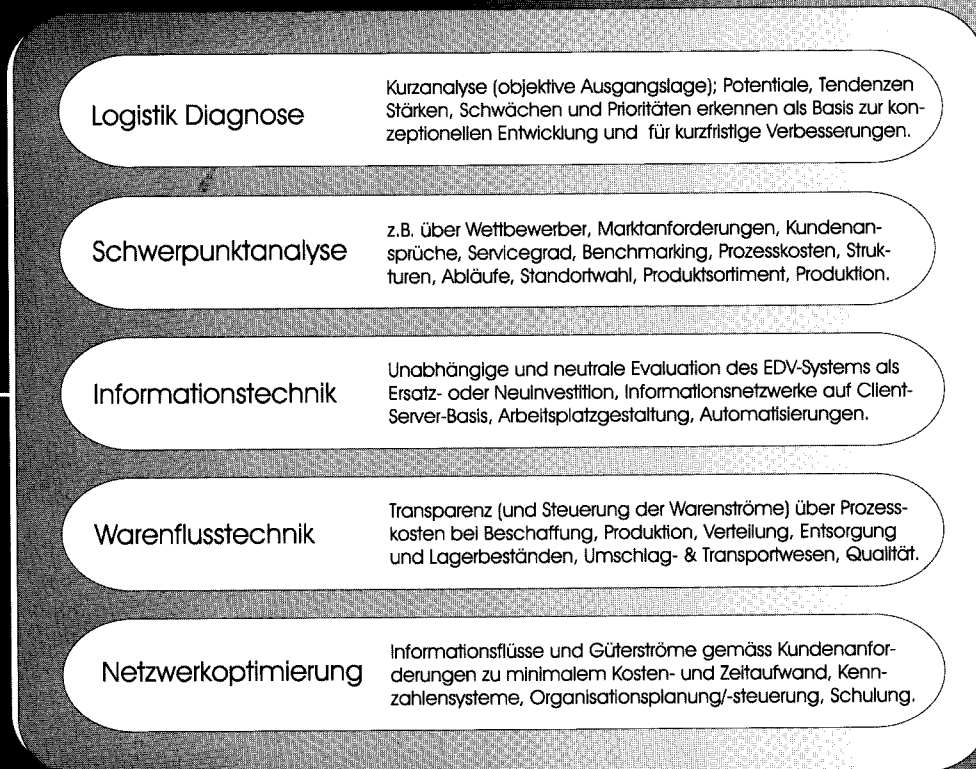 Logistik Diagnose
Kurzanalyse (objektive Ausgangslage); Potentiale, Tendenzen
Stärken, Schwächen und Prioritäten erkennen als Basis zur kon-
zeptionellen Entwicklung und für kurzfristige Verbesserungen.
Schwerpunktanalyse
z.B. über Wettbewerber, Marktanforderungen, Kundenan-
sprüche, Servicegrad, Benchmarking, Prozesskosten, Struk-
turen, Abläufe, Standortwahl, Produktsortiment, Produktion.
Informationstechnik
Unabhängige und neutrale Evaluation des EDV-Systems als
Ersatz- oder Neuinvestition, Informationsnetzwerke auf Client-
Server-Basis, Arbeitsplatzgestaltung, Automatisierungen.
Warenflusstechnik
Transparenz (und Steuerung der Warenströme) über Prozess-
kosten bei Beschaffung, Produktion, Verteilung, Entsorgung
und Lagerbeständen, Umschlag- & Transportwesen, Qualität.
Netzwerkoptimierung
Informationsflüsse und Güterströme gemäss Kundenanfor-
derungen zu minimalem Kosten- und Zeitaufwand, Kenn-
zahlensysteme, Organisationsplanung/-steuerung, Schulung.